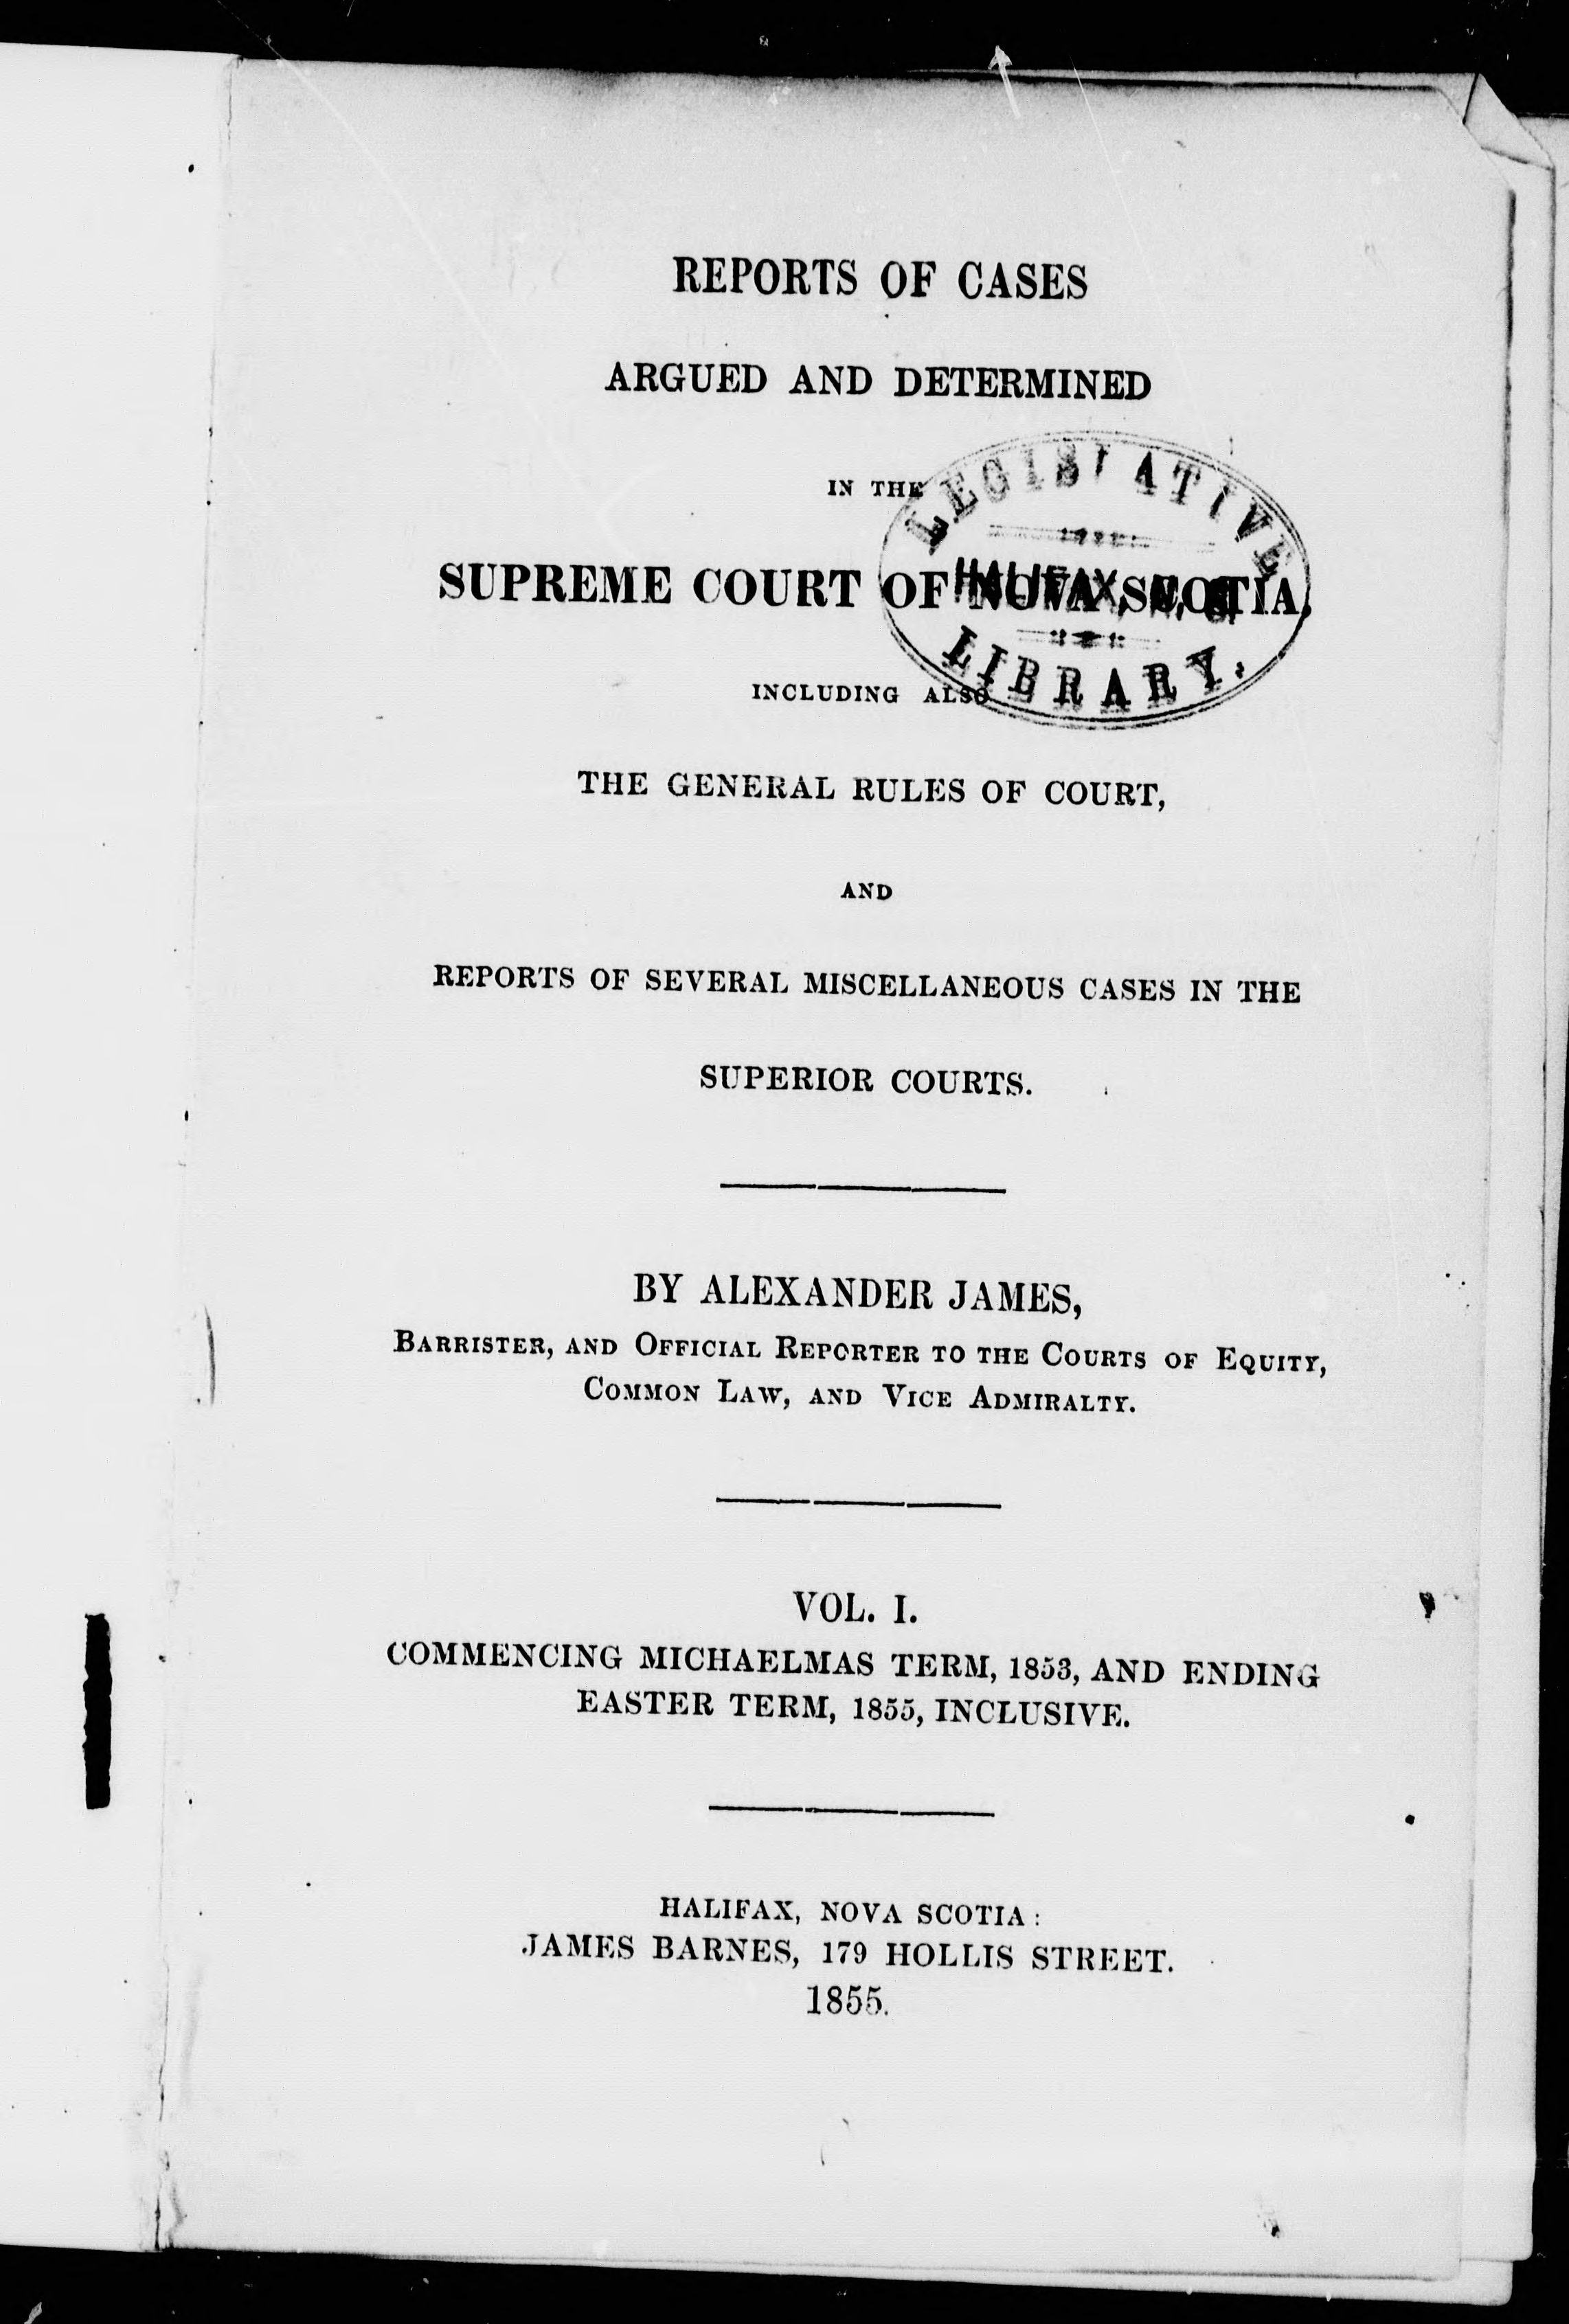 REPORTS OF CASES
ARGUED AND DETERMINED
IN THE
SUPREME COURT OF NOVA SCOTIA,
LEGISLATIVE
HALIFAX, N. S.
LIBRARY.
INCLUDING ALSO
THE GENERAL RULES OF COURT,
AND
REPORTS OF SEVERAL MISCELLANEOUS CASES IN THE
SUPERIOR COURTS.
BY ALEXANDER JAMES,
BARRISTER, AND OFFICIAL REPORTER TO THE COURTS OF EQUITY,
COMMON LAW, AND VICE ADMIRALTY.
VOL. I.
COMMENCING MICHAELMAS TERM, 1853, AND ENDING
EASTER TERM, 1855, INCLUSIVE.
HALIFAX, NOVA SCOTIA:
JAMES BARNES, 179 HOLLIS STREET.
1855.